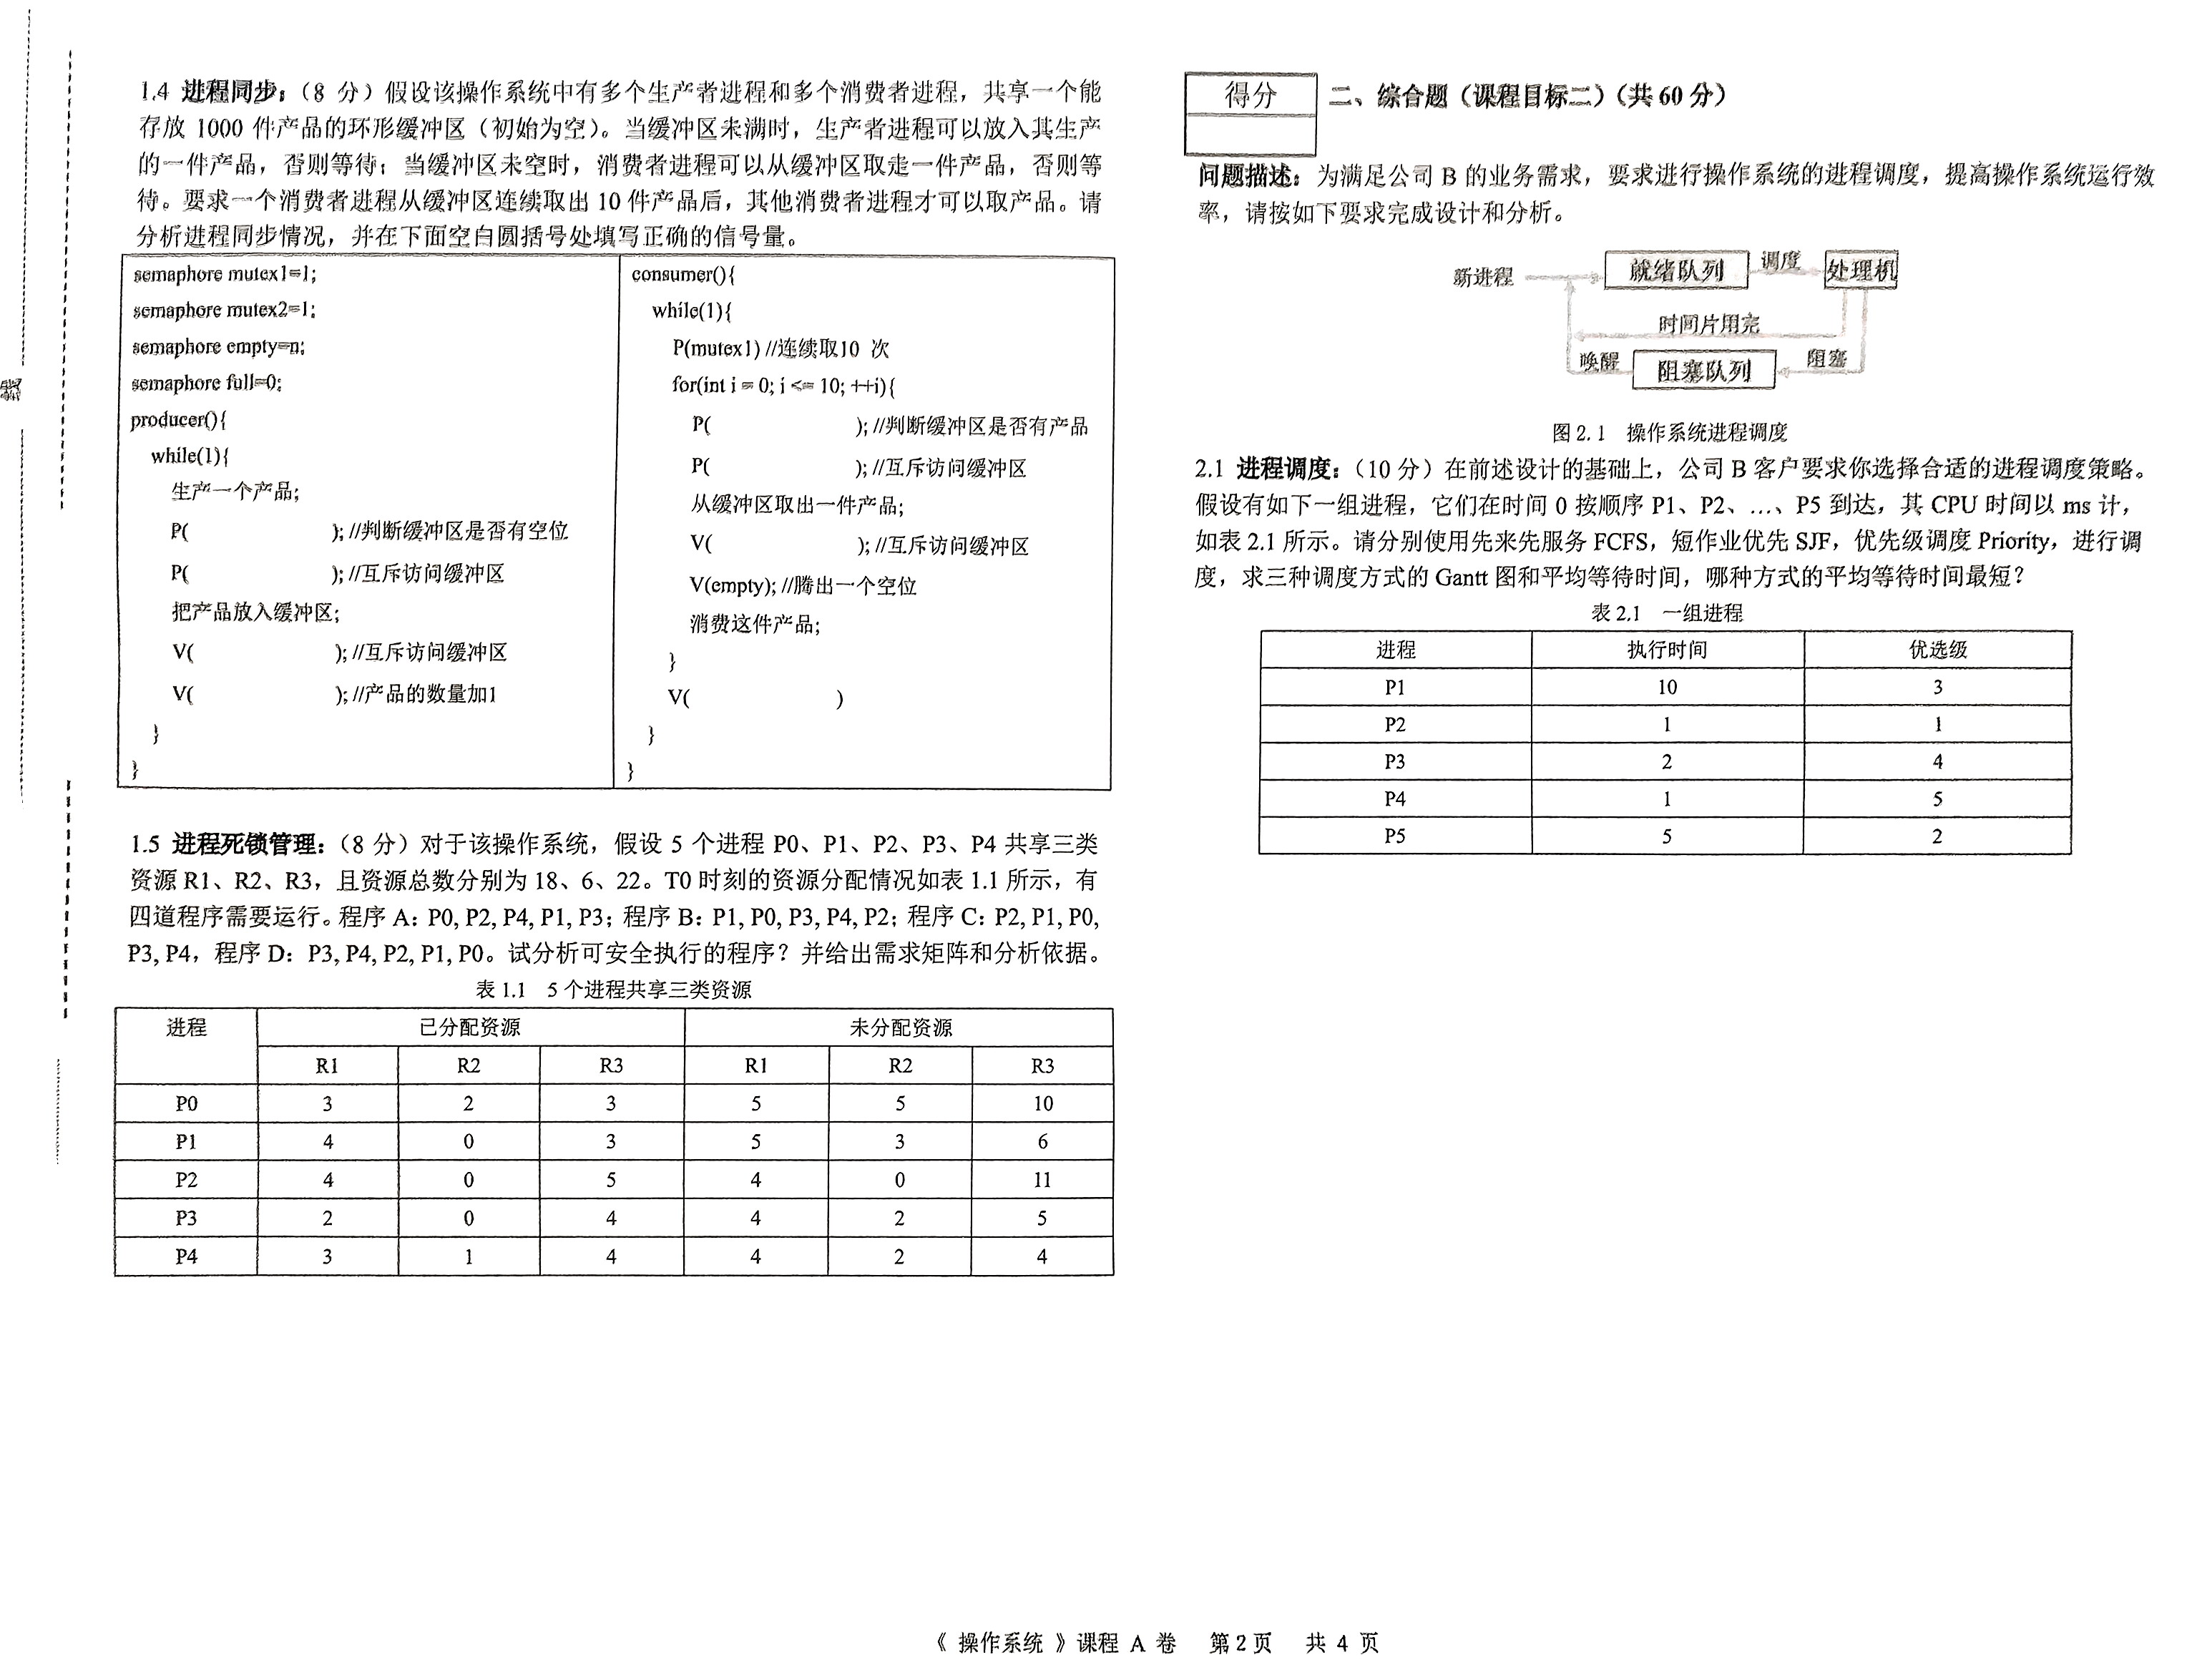 装
1.4 进程同步:（8 分）假设该操作系统中有多个生产者进程和多个消费者进程，共享一个能
存放 1000 件产品的环形缓冲区（初始为空）。当缓冲区未满时，生产者进程可以放入其生产
的一件产品，否则等待；当缓冲区未空时，消费者进程可以从缓冲区取走一件产品，否则等
待。要求一个消费者进程从缓冲区连续取出 10 件产品后，其他消费者进程才可以取产品。请
分析进程同步情况，并在下面空白圆括号处填写正确的信号量。
semaphore mutex1=1;
semaphore mutex2=1;
semaphore empty=n;
semaphore full=0;
producer(){
while(1){
生产一个产品;
P( ); //判断缓冲区是否有空位
P( ); //互斥访问缓冲区
把产品放入缓冲区;
V( ); //互斥访问缓冲区
V( ); //产品的数量加1
}
}
consumer(){
while(1){
P(mutex1) //连续取10 次
for(int i = 0; i <= 10; ++i){
P( ); //判断缓冲区是否有产品
P( ); //互斥访问缓冲区
从缓冲区取出一件产品;
V( ); //互斥访问缓冲区
V(empty); //腾出一个空位
消费这件产品;
}
V( )
}
}
1.5 进程死锁管理:（8 分）对于该操作系统，假设 5 个进程 P0、P1、P2、P3、P4 共享三类
资源 R1、R2、R3，且资源总数分别为 18、6、22。T0 时刻的资源分配情况如表 1.1 所示，有
四道程序需要运行。程序 A：P0, P2, P4, P1, P3；程序 B：P1, P0, P3, P4, P2；程序 C：P2, P1, P0,
P3, P4，程序 D：P3, P4, P2, P1, P0。试分析可安全执行的程序？并给出需求矩阵和分析依据。
表 1.1 5 个进程共享三类资源
进程 已分配资源 未分配资源
R1 R2 R3 R1 R2 R3
P0 3 2 3 5 5 10
P1 4 0 3 5 3 6
P2 4 0 5 4 0 11
P3 2 0 4 4 2 5
P4 3 1 4 4 2 4
得分
二、综合题（课程目标二）（共 60 分）
问题描述：为满足公司 B 的业务需求，要求进行操作系统的进程调度，提高操作系统运行效
率，请按如下要求完成设计和分析。
新进程 就绪队列 调度 处理机
时间片用完
唤醒 阻塞队列 阻塞
图 2.1 操作系统进程调度
2.1 进程调度：（10 分）在前述设计的基础上，公司 B 客户要求你选择合适的进程调度策略。
假设有如下一组进程，它们在时间 0 按顺序 P1、P2、…、P5 到达，其 CPU 时间以 ms 计，
如表 2.1 所示。请分别使用先来先服务 FCFS，短作业优先 SJF，优先级调度 Priority，进行调
度，求三种调度方式的 Gantt 图和平均等待时间，哪种方式的平均等待时间最短？
表 2.1 一组进程
进程 执行时间 优选级
P1 10 3
P2 1 1
P3 2 4
P4 1 5
P5 5 2
《 操作系统 》课程 A 卷 第 2 页 共 4 页